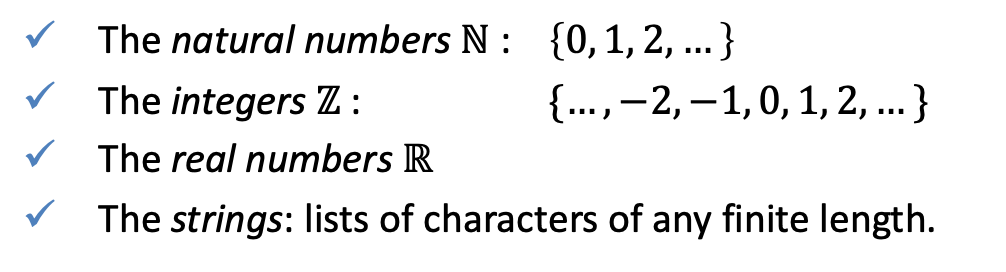 ✓ The natural numbers ℕ : {0, 1, 2, … }
✓ The integers ℤ : {… , −2, −1, 0, 1, 2, … }
✓ The real numbers ℝ
✓ The strings: lists of characters of any finite length.